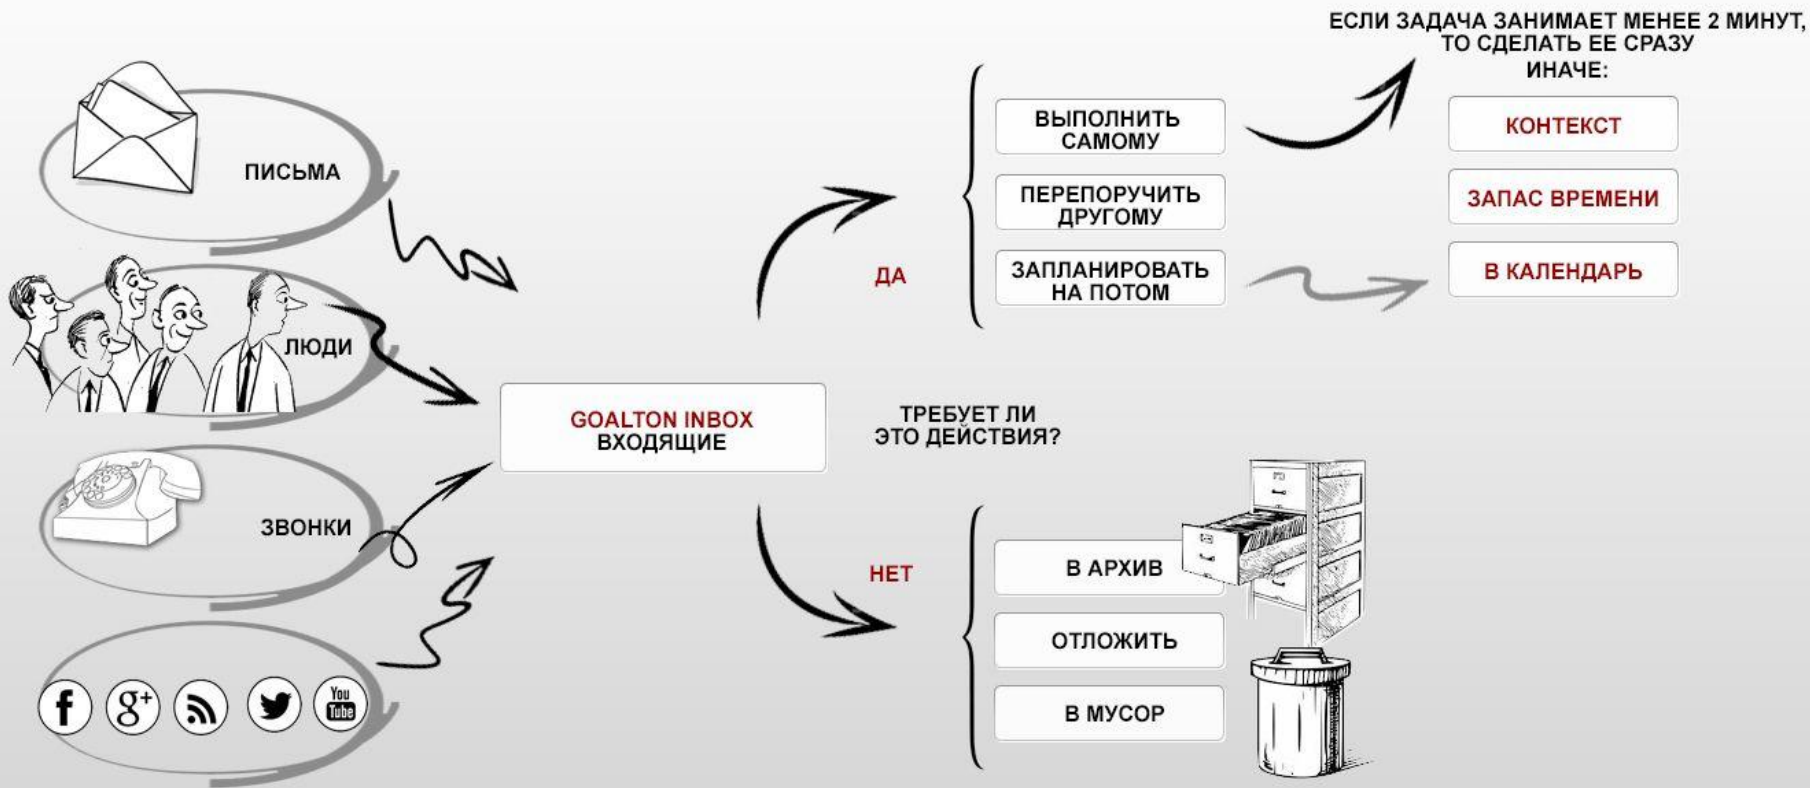 ПИСЬМА
ЛЮДИ
ЗВОНКИ
f
g+
You
Tube
GOALTON INBOX
ВХОДЯЩИЕ
ТРЕБУЕТ ЛИ
ЭТО ДЕЙСТВИЯ?
ДА
ВЫПОЛНИТЬ
САМОМУ
ПЕРЕПОРУЧИТЬ
ДРУГОМУ
ЗАПЛАНИРОВАТЬ
НА ПОТОМ
ЕСЛИ ЗАДАЧА ЗАНИМАЕТ МЕНЕЕ 2 МИНУТ,
ТО СДЕЛАТЬ ЕЕ СРАЗУ
ИНАЧЕ:
КОНТЕКСТ
ЗАПАС ВРЕМЕНИ
В КАЛЕНДАРЬ
НЕТ
В АРХИВ
ОТЛОЖИТЬ
В МУСОР